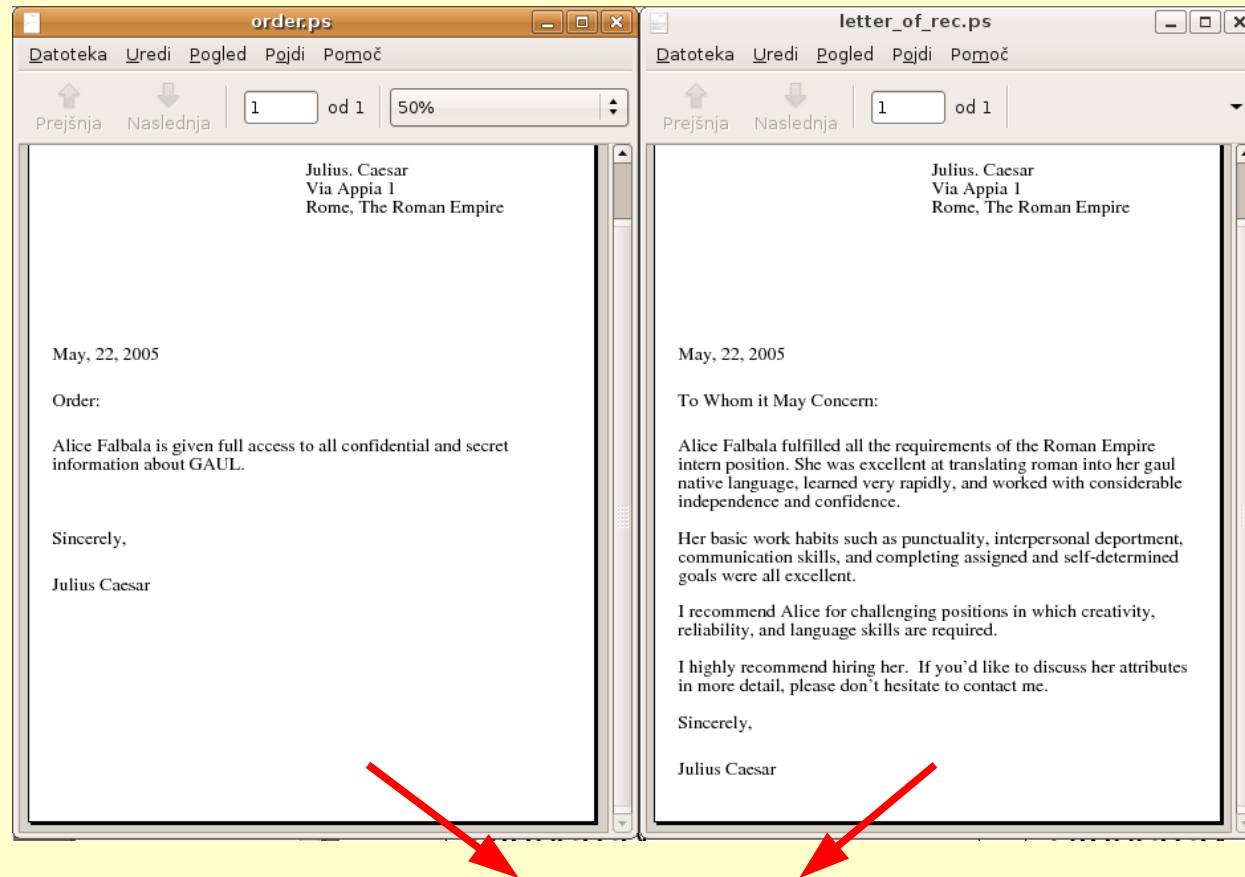 order.ps
Datoteka Uredi Pogled Pojdi Pomoč
Prejšnja Naslednja 1 od 1 50%
Julius. Caesar
Via Appia 1
Rome, The Roman Empire
May, 22, 2005
Order:
Alice Falbala is given full access to all confidential and secret
information about GAUL.
Sincerely,
Julius Caesar
letter_of_rec.ps
Datoteka Uredi Pogled Pojdi Pomoč
Prejšnja Naslednja 1 od 1
Julius. Caesar
Via Appia 1
Rome, The Roman Empire
May, 22, 2005
To Whom it May Concern:
Alice Falbala fulfilled all the requirements of the Roman Empire
intern position. She was excellent at translating roman into her gaul
native language, learned very rapidly, and worked with considerable
independence and confidence.
Her basic work habits such as punctuality, interpersonal deportment,
communication skills, and completing assigned and self-determined
goals were all excellent.
I recommend Alice for challenging positions in which creativity,
reliability, and language skills are required.
I highly recommend hiring her.  If you'd like to discuss her attributes
in more detail, please don't hesitate to contact me.
Sincerely,
Julius Caesar